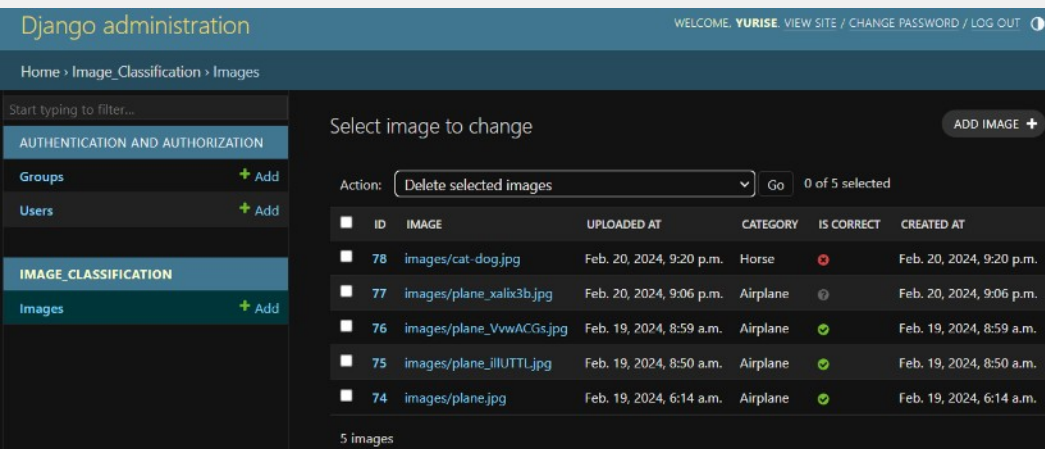 Django administration
WELCOME, YURISE. VIEW SITE / CHANGE PASSWORD / LOG OUT
Home › Image_Classification › Images
Start typing to filter...
AUTHENTICATION AND AUTHORIZATION
Groups + Add
Users + Add
IMAGE_CLASSIFICATION
Images + Add
Select image to change
ADD IMAGE +
Action: Delete selected images Go 0 of 5 selected
ID IMAGE UPLOADED AT CATEGORY IS CORRECT CREATED AT
78 images/cat-dog.jpg Feb. 20, 2024, 9:20 p.m. Horse Feb. 20, 2024, 9:20 p.m.
77 images/plane_xalix3b.jpg Feb. 20, 2024, 9:06 p.m. Airplane Feb. 20, 2024, 9:06 p.m.
76 images/plane_VvwACGs.jpg Feb. 19, 2024, 8:59 a.m. Airplane Feb. 19, 2024, 8:59 a.m.
75 images/plane_illUTTL.jpg Feb. 19, 2024, 8:50 a.m. Airplane Feb. 19, 2024, 8:50 a.m.
74 images/plane.jpg Feb. 19, 2024, 6:14 a.m. Airplane Feb. 19, 2024, 6:14 a.m.
5 images